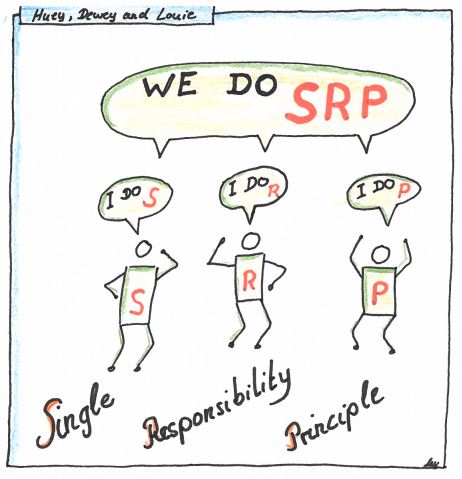 Huey, Dewey and Louie
WE DO SRP
I DO S
I DO R
I DO P
S
R
P
Single
Responsibility
Principle